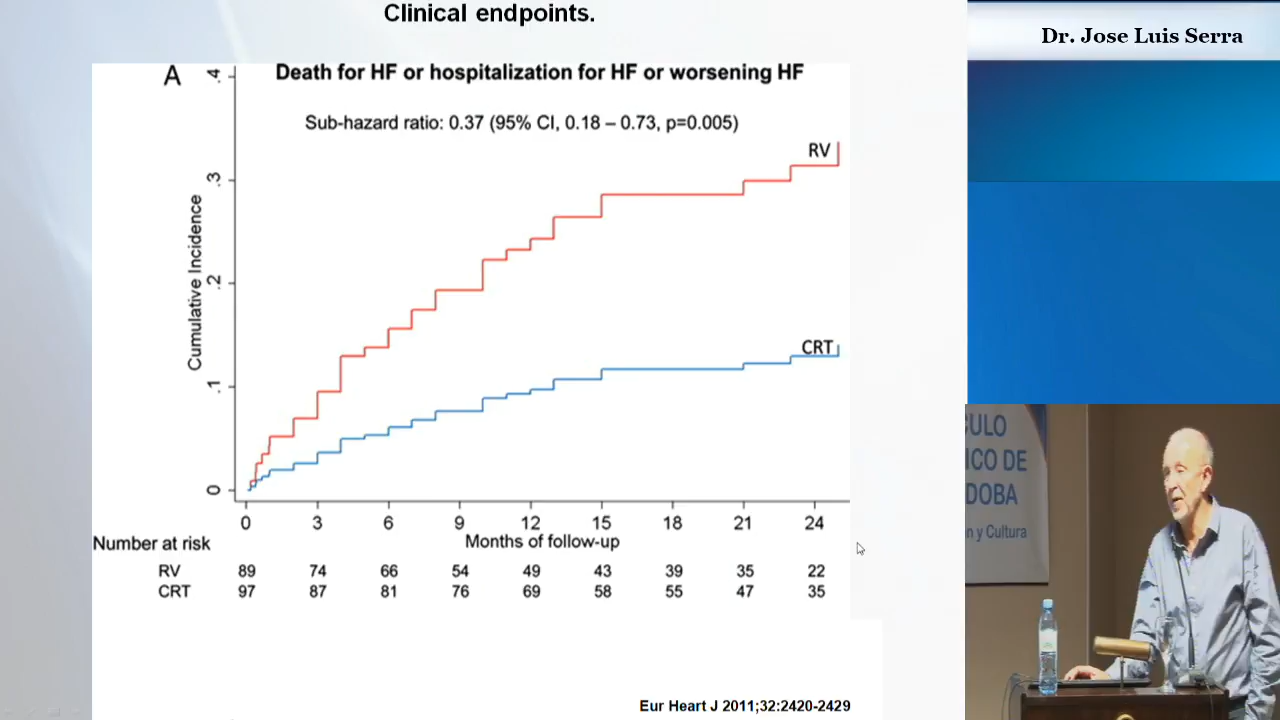 Clinical endpoints.
Dr. Jose Luis Serra
A
Death for HF or hospitalization for HF or worsening HF
Sub-hazard ratio: 0.37 (95% CI, 0.18 – 0.73, p=0.005)
Cumulative Incidence
.4
.3
.2
.1
0
RV
CRT
0 3 6 9 12 15 18 21 24
Months of follow-up
Number at risk
RV 89 74 66 54 49 43 39 35 22
CRT 97 87 81 76 69 58 55 47 35
Eur Heart J 2011;32:2420-2429
CULO
ICO DE
DOBA
n y Cultura